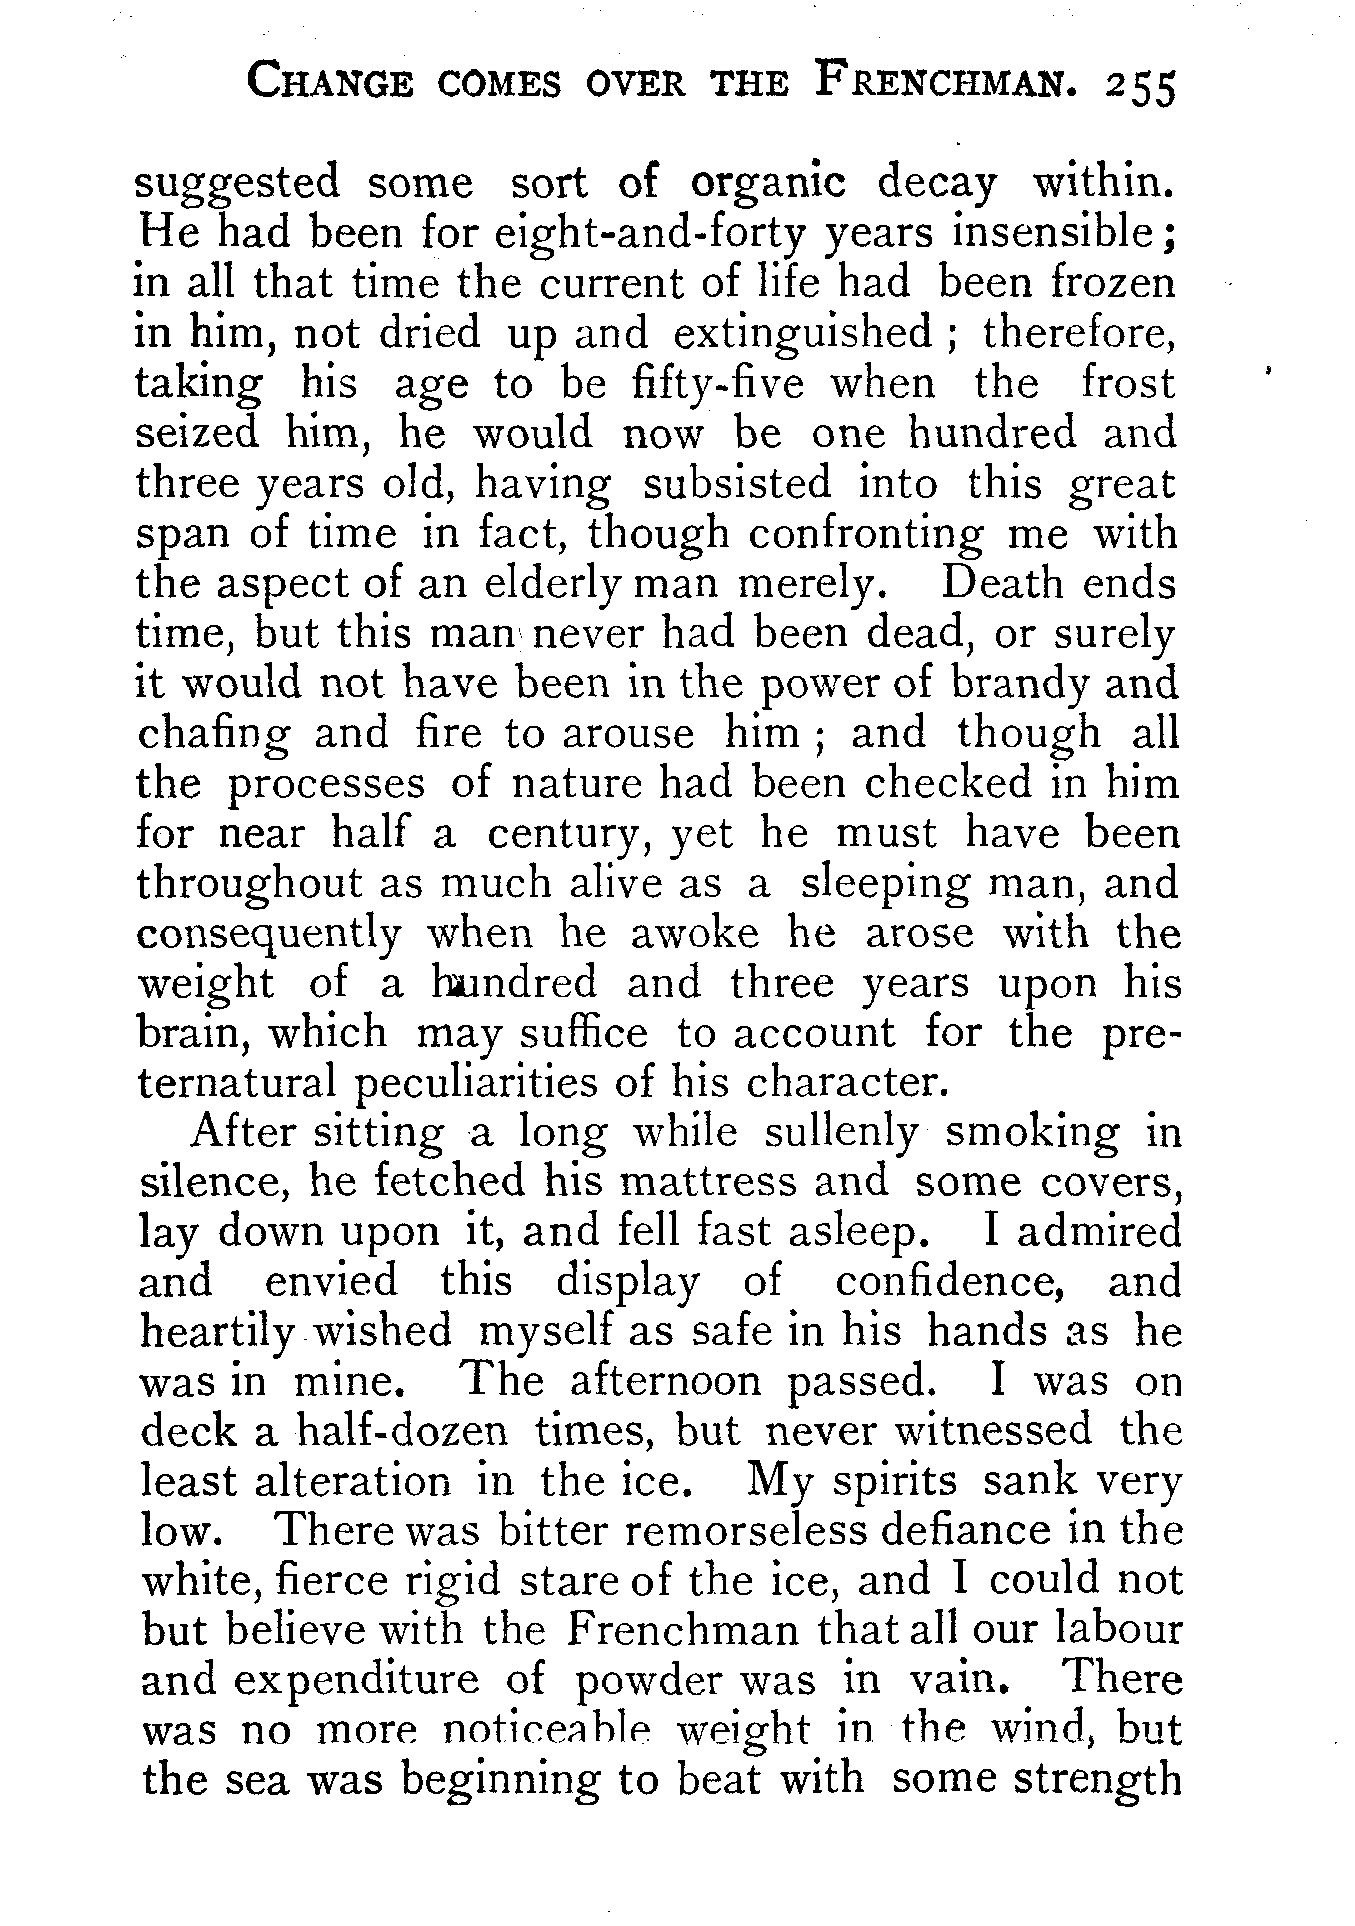 CHANGE COMES OVER THE FRENCHMAN. 255
suggested some sort of organic decay within.
He had been for eight-and-forty years insensible;
in all that time the current of life had been frozen
in him, not dried up and extinguished ; therefore,
taking his age to be fifty-five when the frost
seized him, he would now be one hundred and
three years old, having subsisted into this great
span of time in fact, though confronting me with
the aspect of an elderly man merely. Death ends
time, but this man never had been dead, or surely
it would not have been in the power of brandy and
chafing and fire to arouse him ; and though all
the processes of nature had been checked in him
for near half a century, yet he must have been
throughout as much alive as a sleeping man, and
consequently when he awoke he arose with the
weight of a hundred and three years upon his
brain, which may suffice to account for the pre-
ternatural peculiarities of his character.
After sitting a long while sullenly smoking in
silence, he fetched his mattress and some covers,
lay down upon it, and fell fast asleep. I admired
and envied this display of confidence, and
heartily wished myself as safe in his hands as he
was in mine. The afternoon passed. I was on
deck a half-dozen times, but never witnessed the
least alteration in the ice. My spirits sank very
low. There was bitter remorseless defiance in the
white, fierce rigid stare of the ice, and I could not
but believe with the Frenchman that all our labour
and expenditure of powder was in vain. There
was no more noticeable weight in the wind, but
the sea was beginning to beat with some strength